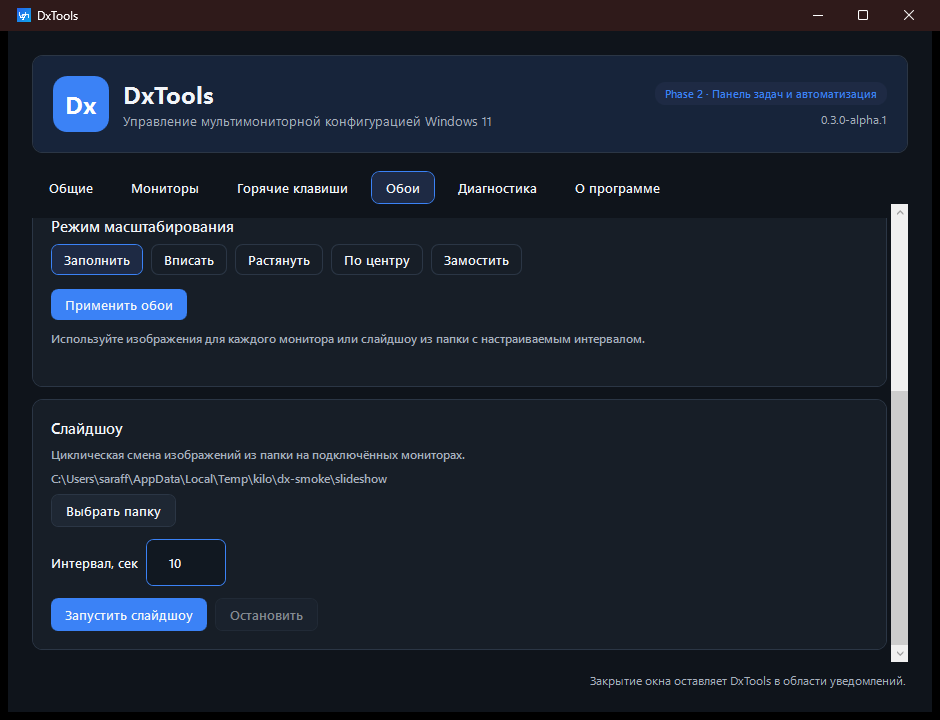 DxTools
Dx
DxTools
Управление мультимониторной конфигурацией Windows 11
Phase 2 · Панель задач и автоматизация
0.3.0-alpha.1
Общие Мониторы Горячие клавиши Обои Диагностика О программе
Режим масштабирования
Заполнить Вписать Растянуть По центру Замостить
Применить обои
Используйте изображения для каждого монитора или слайдшоу из папки с настраиваемым интервалом.
Слайдшоу
Циклическая смена изображений из папки на подключённых мониторах.
C:\Users\saraff\AppData\Local\Temp\kilo\dx-smoke\slideshow
Выбрать папку
Интервал, сек 10
Запустить слайдшоу Остановить
Закрытие окна оставляет DxTools в области уведомлений.